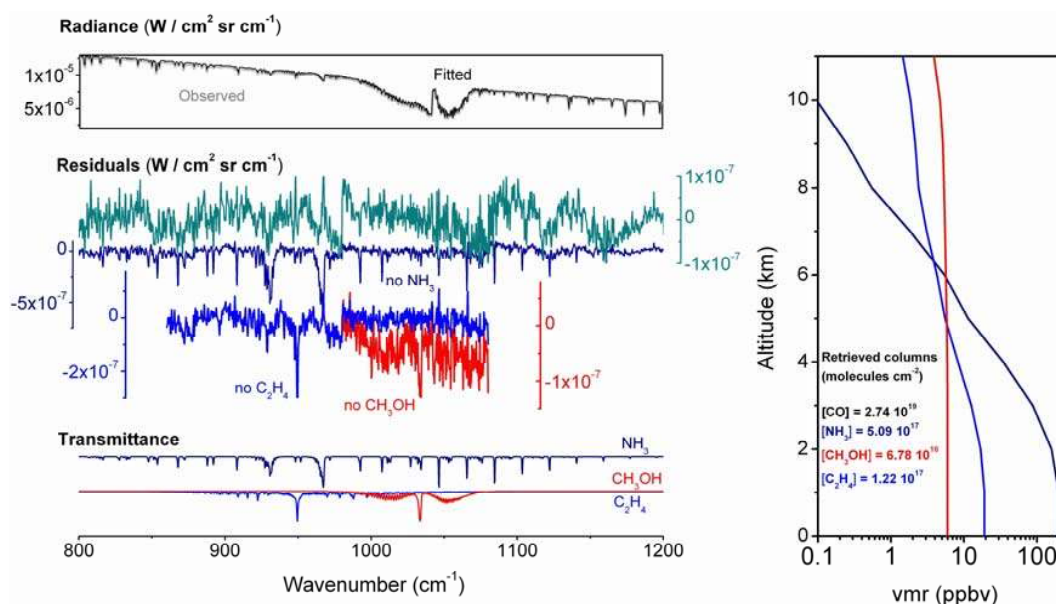 Radiance (W / cm² sr cm⁻¹)
1x10⁻⁵
5x10⁻⁶
Observed
Fitted
Residuals (W / cm² sr cm⁻¹)
1x10⁻⁷
0
-1x10⁻⁷
0
-5x10⁻⁷
no NH₃
0
-2x10⁻⁷
no C₂H₄
0
-1x10⁻⁷
no CH₃OH
Transmittance
NH₃
CH₃OH
C₂H₄
800 900 1000 1100 1200
Wavenumber (cm⁻¹)
10
8
6
4
2
0
Altitude (km)
Retrieved columns
(molecules cm⁻²)
[CO] = 2.74 10¹⁹
[NH₃] = 5.09 10¹⁷
[CH₃OH] = 6.78 10¹⁶
[C₂H₄] = 1.22 10¹⁷
0.1 1 10 100
vmr (ppbv)